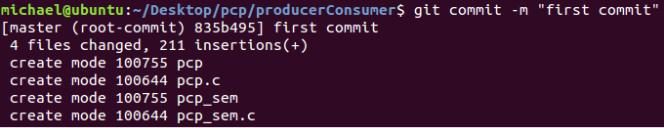 michael@ubuntu:~/Desktop/pcp/producerConsumer$ git commit -m "first commit"
[master (root-commit) 835b495] first commit
 4 files changed, 211 insertions(+)
 create mode 100755 pcp
 create mode 100644 pcp.c
 create mode 100755 pcp_sem
 create mode 100644 pcp_sem.c